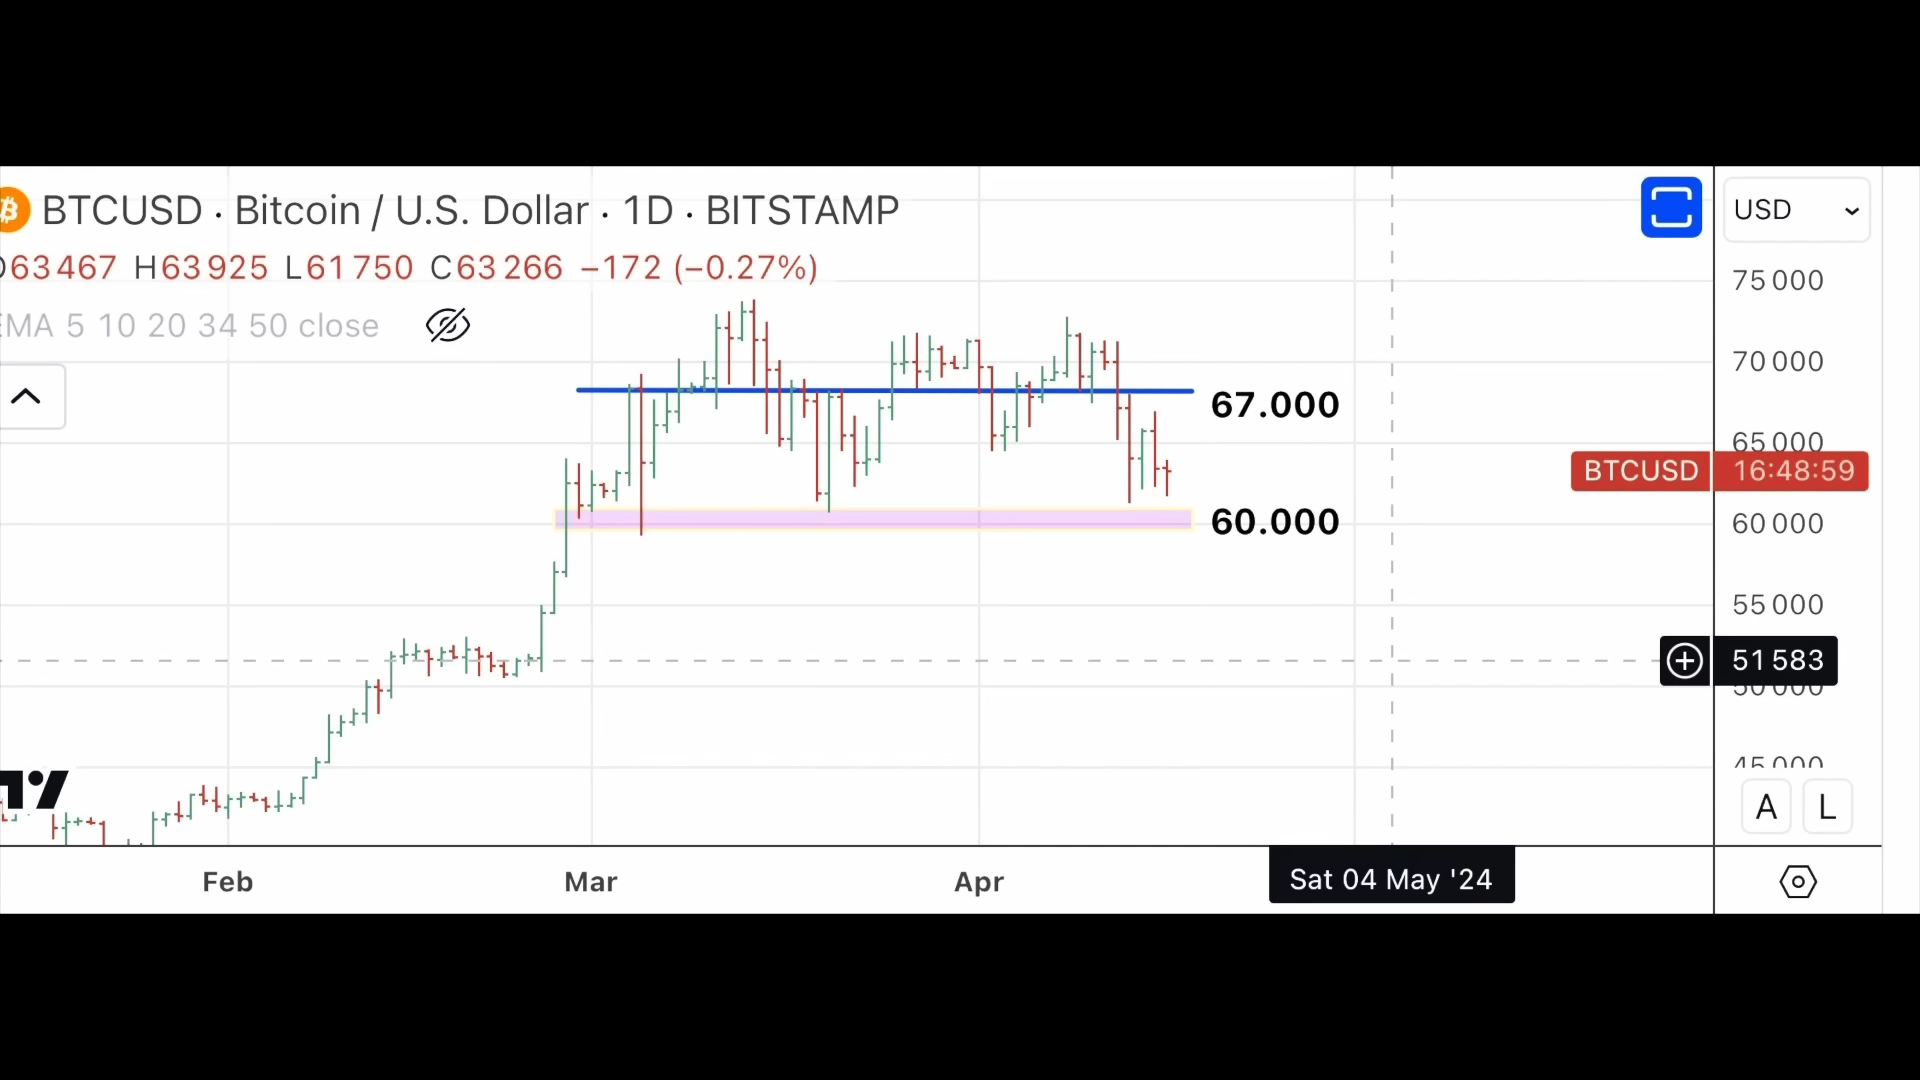 BTCUSD · Bitcoin / U.S. Dollar · 1D · BITSTAMP
63467 H63925 L61750 C63266 −172 (−0.27%)
MA 5 10 20 34 50 close
USD
75000
70000
67.000
65000
BTCUSD 16:48:59
60.000
60000
55000
51583
50000
45000
A L
Feb Mar Apr Sat 04 May '24